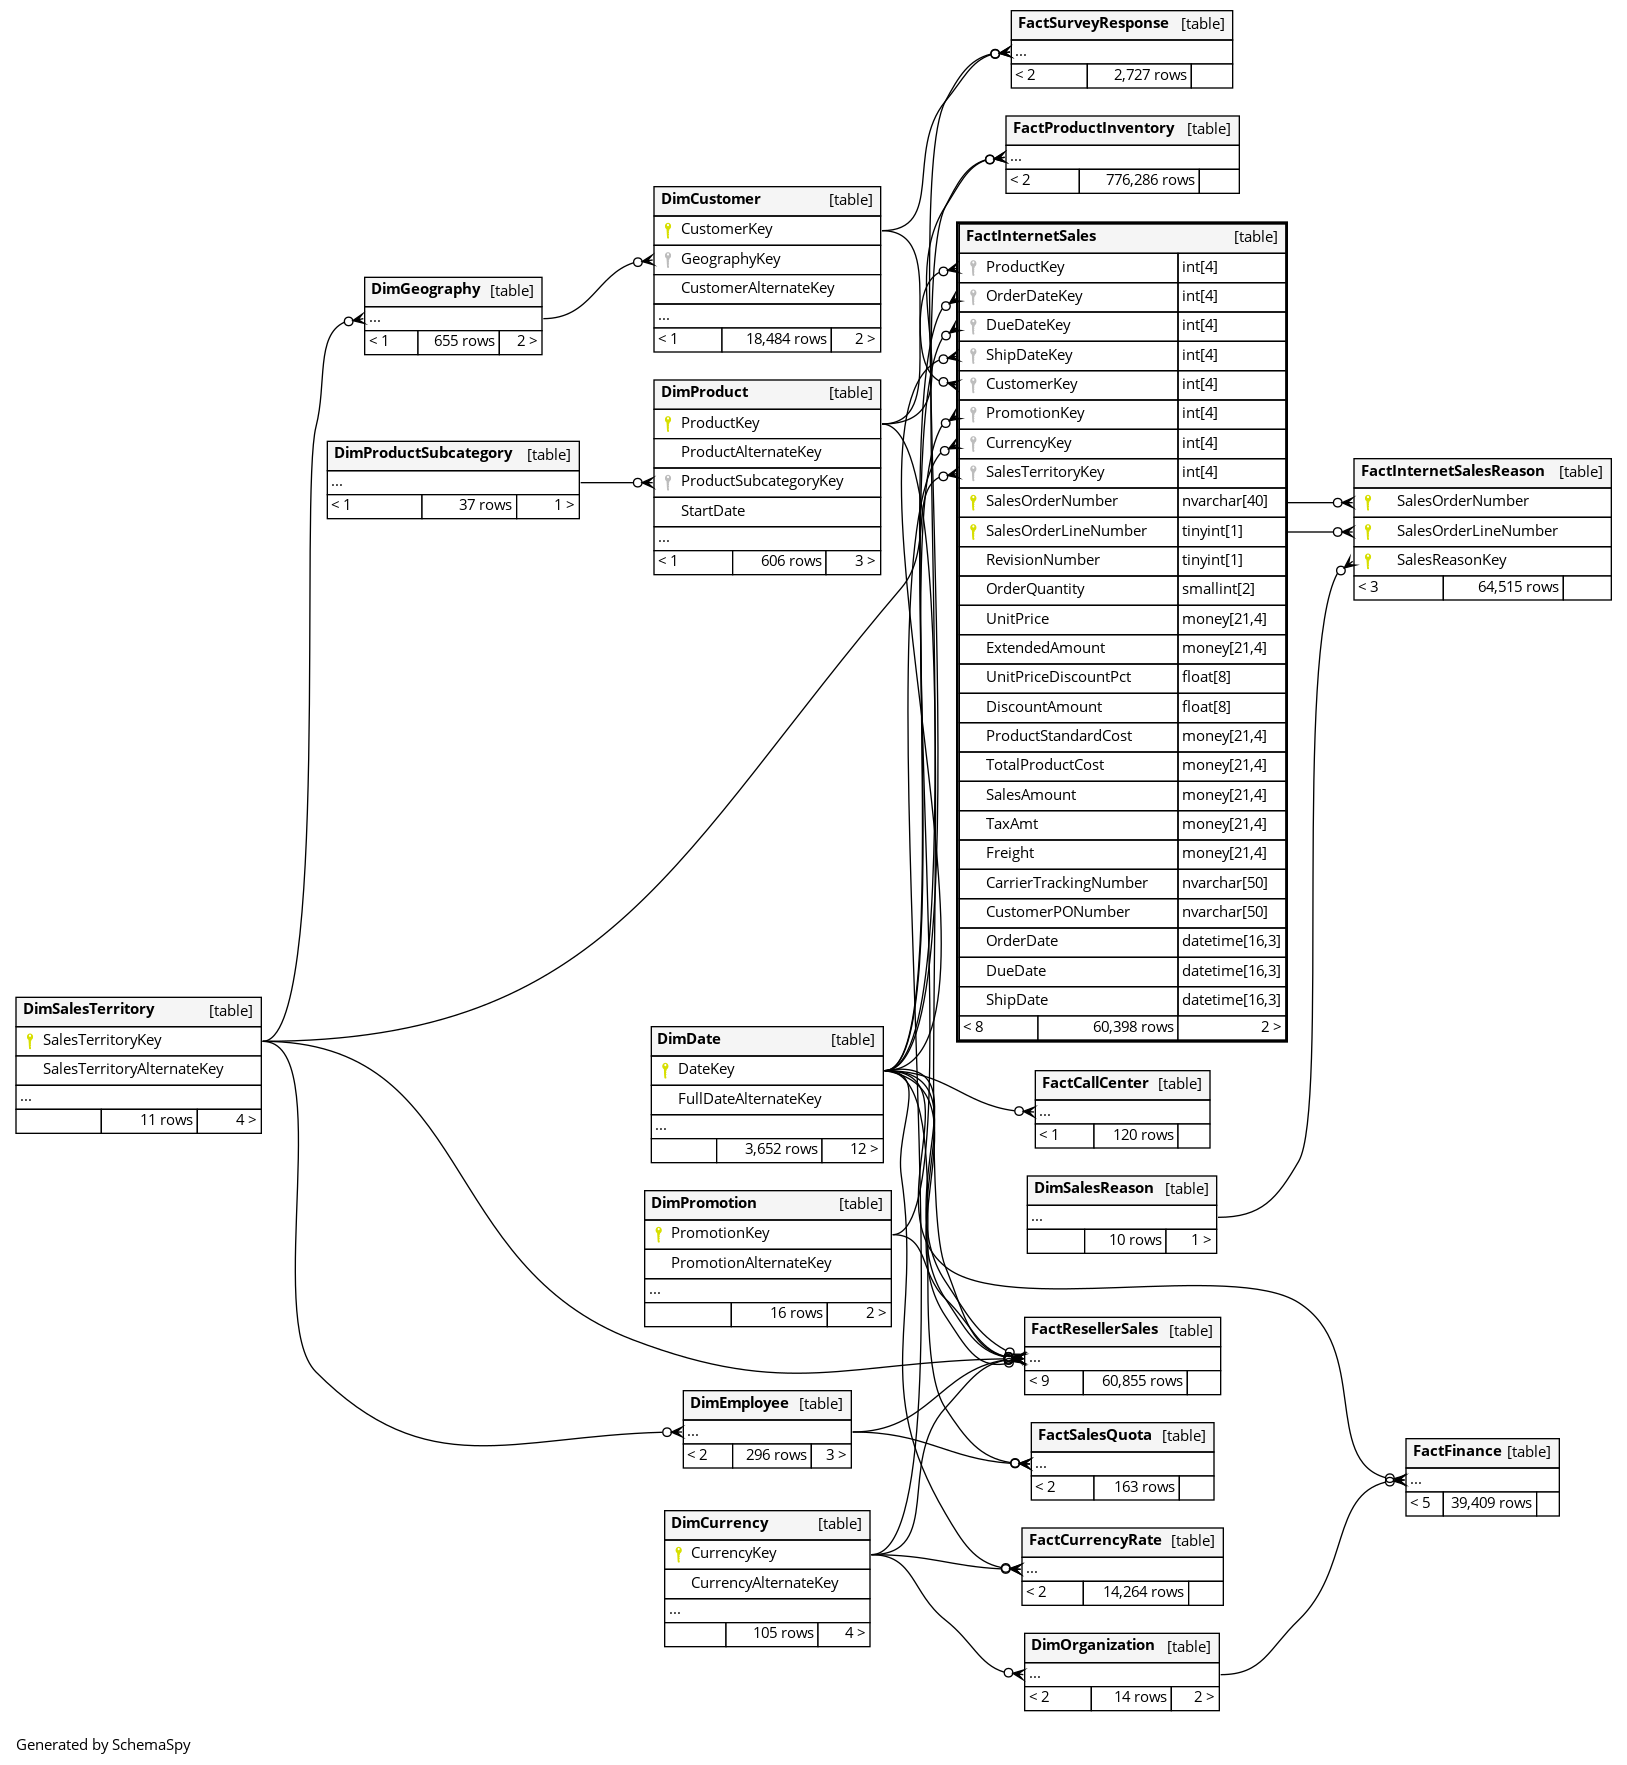 FactSurveyResponse [table]
...
< 2 2,727 rows
FactProductInventory [table]
...
< 2 776,286 rows
DimCustomer [table]
CustomerKey
GeographyKey
CustomerAlternateKey
...
< 1 18,484 rows 2 >
DimGeography [table]
...
< 1 655 rows 2 >
DimProduct [table]
ProductKey
ProductAlternateKey
ProductSubcategoryKey
StartDate
...
< 1 606 rows 3 >
DimProductSubcategory [table]
...
< 1 37 rows 1 >
FactInternetSales [table]
ProductKey int[4]
OrderDateKey int[4]
DueDateKey int[4]
ShipDateKey int[4]
CustomerKey int[4]
PromotionKey int[4]
CurrencyKey int[4]
SalesTerritoryKey int[4]
SalesOrderNumber nvarchar[40]
SalesOrderLineNumber tinyint[1]
RevisionNumber tinyint[1]
OrderQuantity smallint[2]
UnitPrice money[21,4]
ExtendedAmount money[21,4]
UnitPriceDiscountPct float[8]
DiscountAmount float[8]
ProductStandardCost money[21,4]
TotalProductCost money[21,4]
SalesAmount money[21,4]
TaxAmt money[21,4]
Freight money[21,4]
CarrierTrackingNumber nvarchar[50]
CustomerPONumber nvarchar[50]
OrderDate datetime[16,3]
DueDate datetime[16,3]
ShipDate datetime[16,3]
< 8 60,398 rows 2 >
FactInternetSalesReason [table]
SalesOrderNumber
SalesOrderLineNumber
SalesReasonKey
< 3 64,515 rows
DimSalesTerritory [table]
SalesTerritoryKey
SalesTerritoryAlternateKey
...
11 rows 4 >
DimDate [table]
DateKey
FullDateAlternateKey
...
3,652 rows 12 >
FactCallCenter [table]
...
< 1 120 rows
DimSalesReason [table]
...
10 rows 1 >
DimPromotion [table]
PromotionKey
PromotionAlternateKey
...
16 rows 2 >
FactResellerSales [table]
...
< 9 60,855 rows
DimEmployee [table]
...
< 2 296 rows 3 >
FactSalesQuota [table]
...
< 2 163 rows
FactFinance [table]
...
< 5 39,409 rows
DimCurrency [table]
CurrencyKey
CurrencyAlternateKey
...
105 rows 4 >
FactCurrencyRate [table]
...
< 2 14,264 rows
DimOrganization [table]
...
< 2 14 rows 2 >
Generated by SchemaSpy